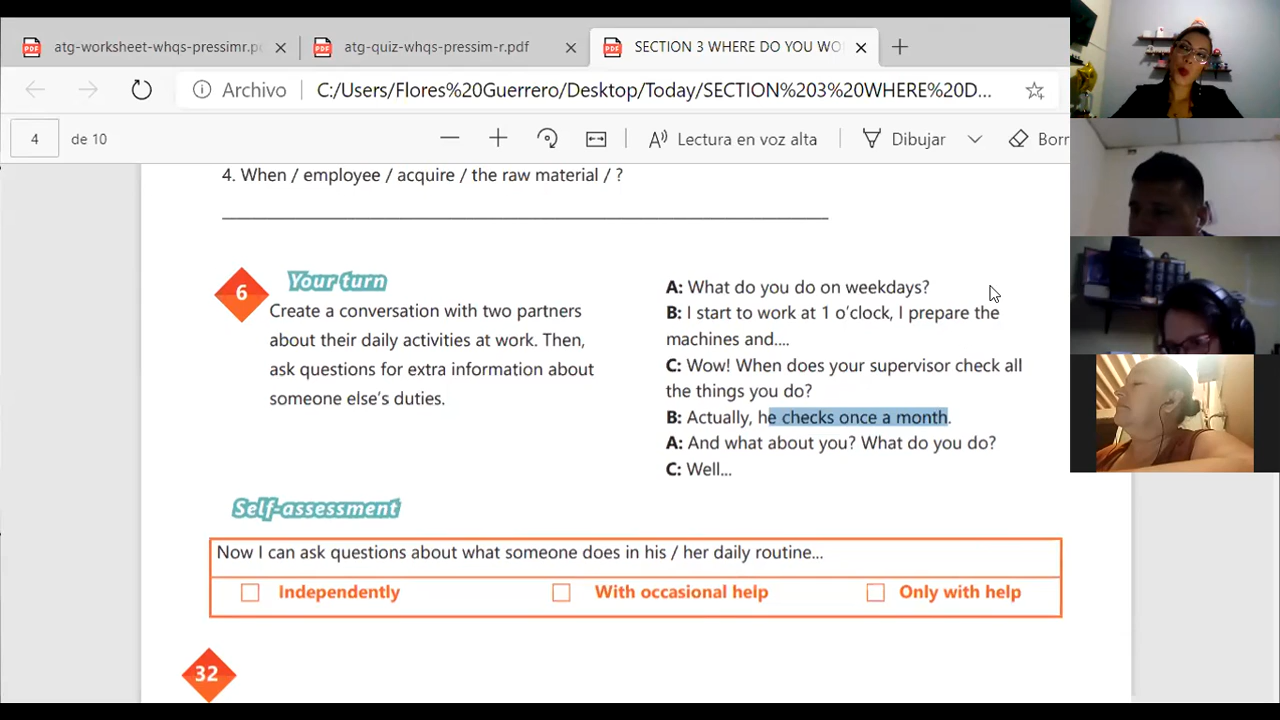 atg-worksheet-whqs-pressimr.p
atg-quiz-whqs-pressim-r.pdf
SECTION 3 WHERE DO YOU WO
Archivo
C:/Users/Flores%20Guerrero/Desktop/Today/SECTION%203%20WHERE%20D...
4
de 10
Lectura en voz alta
Dibujar
Borr
4. When / employee / acquire / the raw material / ?
6
Your turn
Create a conversation with two partners
about their daily activities at work. Then,
ask questions for extra information about
someone else's duties.
A: What do you do on weekdays?
B: I start to work at 1 o'clock, I prepare the
machines and....
C: Wow! When does your supervisor check all
the things you do?
B: Actually, he checks once a month.
A: And what about you? What do you do?
C: Well...
Self-assessment
Now I can ask questions about what someone does in his / her daily routine...
Independently
With occasional help
Only with help
32